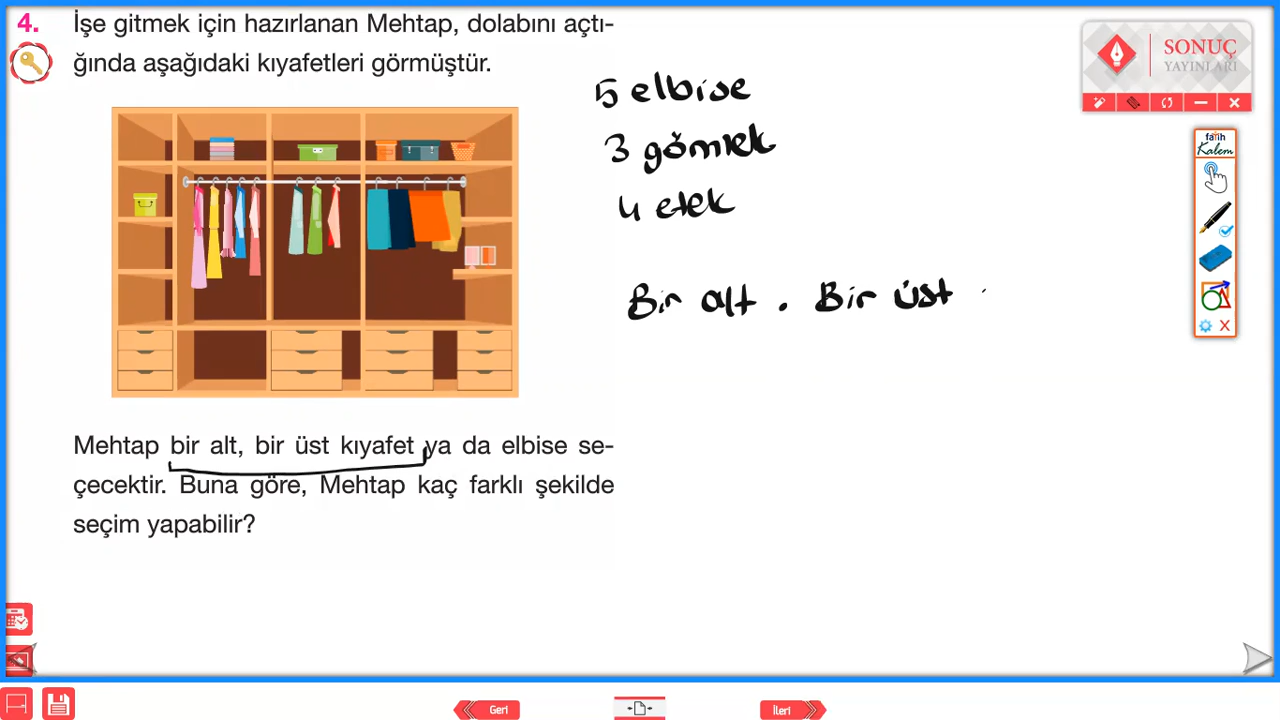 4. İşe gitmek için hazırlanan Mehtap, dolabını açtı-
ğında aşağıdaki kıyafetleri görmüştür.
5 elbise
3 gömlek
4 etek
Bir alt . Bir üst
Mehtap bir alt, bir üst kıyafet ya da elbise se-
çecektir. Buna göre, Mehtap kaç farklı şekilde
seçim yapabilir?
SONUÇ
YAYINLARI
fatih
Kalem
Geri
İleri